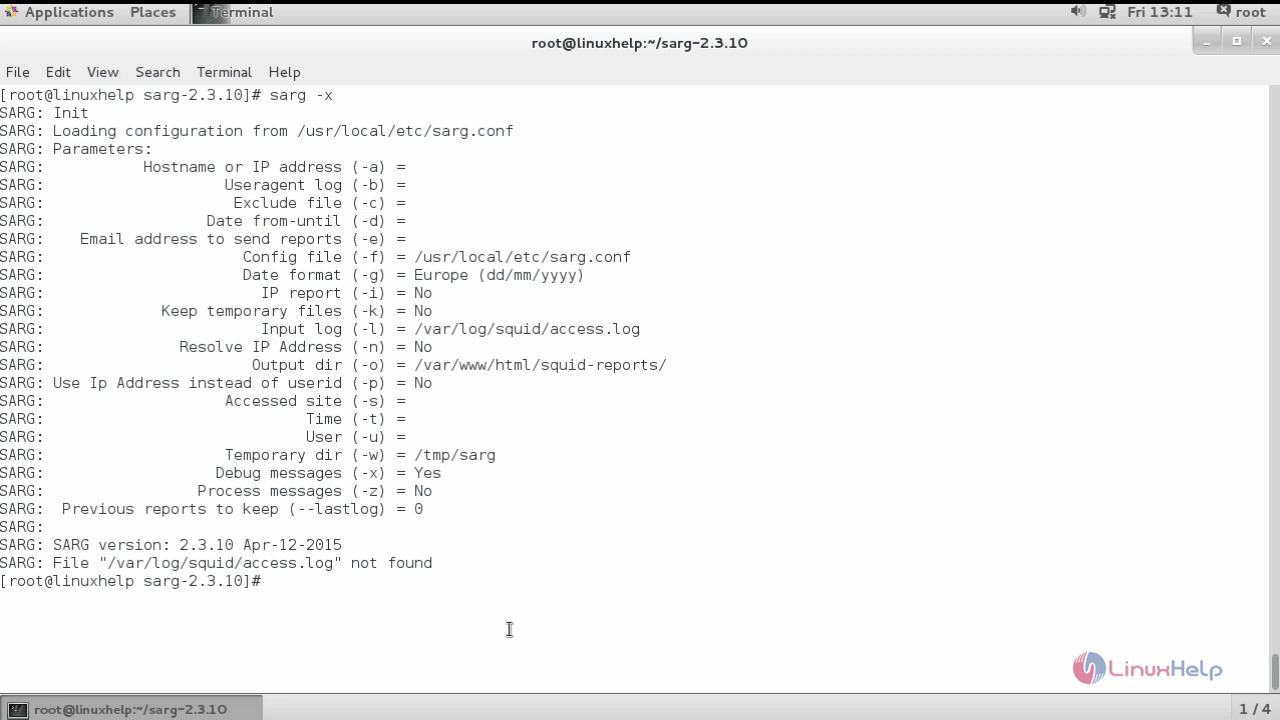 Applications Places Terminal Fri 13:11 root
root@linuxhelp:~/sarg-2.3.10
File Edit View Search Terminal Help
[root@linuxhelp sarg-2.3.10]# sarg -x
SARG: Init
SARG: Loading configuration from /usr/local/etc/sarg.conf
SARG: Parameters:
SARG:           Hostname or IP address (-a) =
SARG:                    Useragent log (-b) =
SARG:                     Exclude file (-c) =
SARG:                  Date from-until (-d) =
SARG:    Email address to send reports (-e) =
SARG:                      Config file (-f) = /usr/local/etc/sarg.conf
SARG:                      Date format (-g) = Europe (dd/mm/yyyy)
SARG:                        IP report (-i) = No
SARG:             Keep temporary files (-k) = No
SARG:                        Input log (-l) = /var/log/squid/access.log
SARG:               Resolve IP Address (-n) = No
SARG:                       Output dir (-o) = /var/www/html/squid-reports/
SARG: Use Ip Address instead of userid (-p) = No
SARG:                    Accessed site (-s) =
SARG:                             Time (-t) =
SARG:                             User (-u) =
SARG:                    Temporary dir (-w) = /tmp/sarg
SARG:                   Debug messages (-x) = Yes
SARG:                 Process messages (-z) = No
SARG:  Previous reports to keep (--lastlog) = 0
SARG:
SARG: SARG version: 2.3.10 Apr-12-2015
SARG: File "/var/log/squid/access.log" not found
[root@linuxhelp sarg-2.3.10]#
LinuxHelp
root@linuxhelp:~/sarg-2.3.10 1 / 4